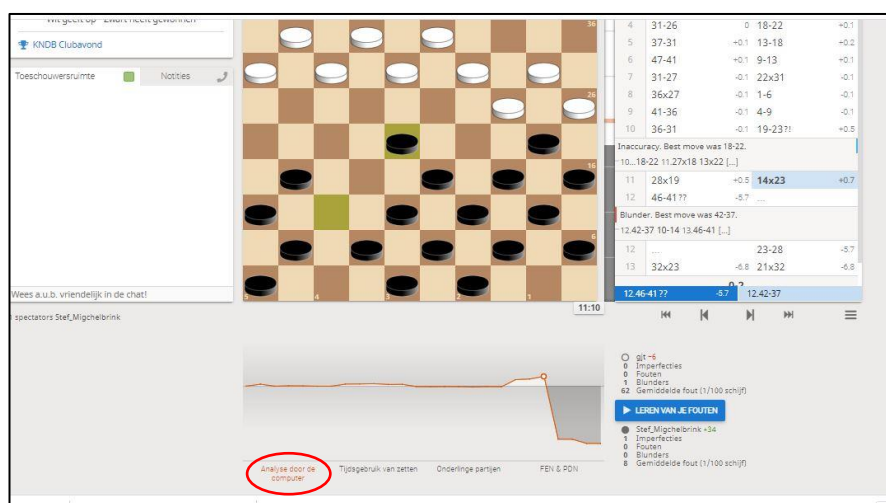 Wit geeft op · Zwart heeft gewonnen
KNDB Clubavond
Toeschouwersruimte
Notities
Wees a.u.b. vriendelijk in de chat!
spectators Stef_Migchelbrink
36
26
16
6
5
4
3
2
1
11:10
4 31-26 0 18-22 +0.1
5 37-31 +0.1 13-18 +0.2
6 47-41 +0.1 9-13 +0.1
7 31-27 -0.1 22x31 -0.1
8 36x27 -0.1 1-6 -0.1
9 41-36 -0.1 4-9 -0.1
10 36-31 -0.1 19-23?! +0.5
Inaccuracy. Best move was 18-22.
10...18-22 11.27x18 13x22 [...]
11 28x19 +0.5 14x23 +0.7
12 46-41?? -5.7 ...
Blunder. Best move was 42-37.
12.42-37 10-14 13.46-41 [...]
12 ... 23-28 -5.7
13 32x23 -6.8 21x32 -6.8
0-2
12.46-41?? -5.7 12.42-37
gjt -6
0 Imperfecties
0 Fouten
1 Blunders
62 Gemiddelde fout (1/100 schijf)
LEREN VAN JE FOUTEN
Stef_Migchelbrink +34
1 Imperfecties
0 Fouten
0 Blunders
8 Gemiddelde fout (1/100 schijf)
Analyse door de
computer
Tijdsgebruik van zetten
Onderlinge partijen
FEN & PDN